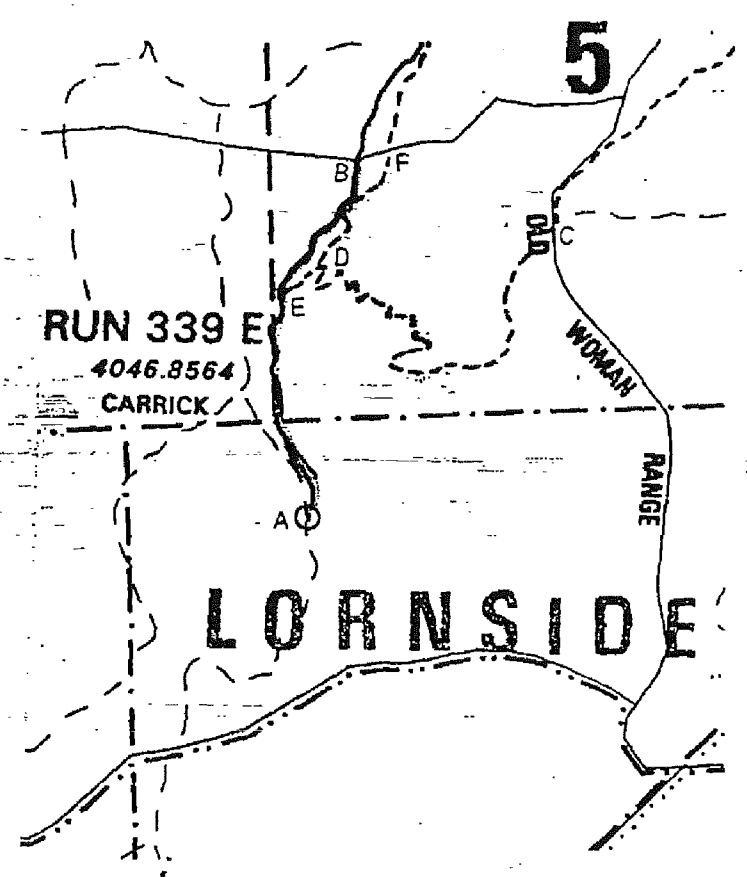 5
B
F
OLD
C
D
E
RUN 339 E
4046.8564
CARRICK
WOMAN
RANGE
A
LORNSIDE